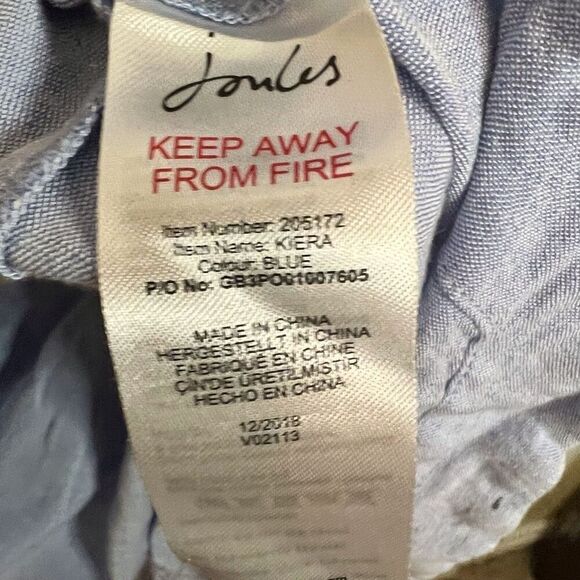 Joules
KEEP AWAY
FROM FIRE
Item Number: 205172
Item Name: KIERA
Colour: BLUE
P/O No: GB3PO01007605
MADE IN CHINA
HERGESTELLT IN CHINA
FABRIQUÉ EN CHINE
ÇİN'DE ÜRETİLMİŞTİR
HECHO EN CHINA
12/2018
V02113